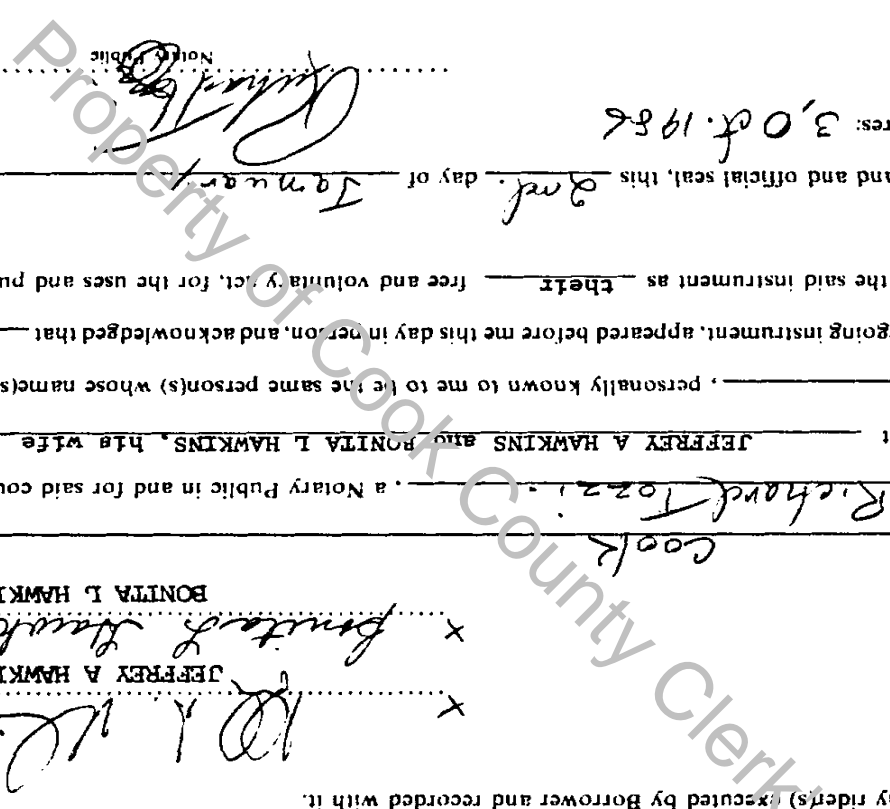 y rider(s) executed by Borrower and recorded with it.
x
JEFFREY A HAWKI
x Bonita L Hawk
BONITA L HAWKI
Cook
Richard Tozzi , a Notary Public in and for said cou
t JEFFREY A HAWKINS and BONITA L HAWKINS, his wife
, personally known to me to be the same person(s) whose name(s
going instrument, appeared before me this day in person, and acknowledged that
the said instrument as their free and voluntary act, for the uses and pu
and and official seal, this 2nd. day of January
res: 3, Oct. 1986
Notary Public
Property of Cook County Clerk'